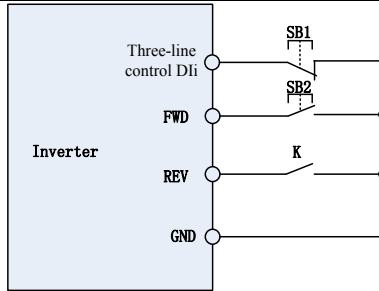 SB1
Three-line
control DIi
SB2
FWD
Inverter
K
REV
GND